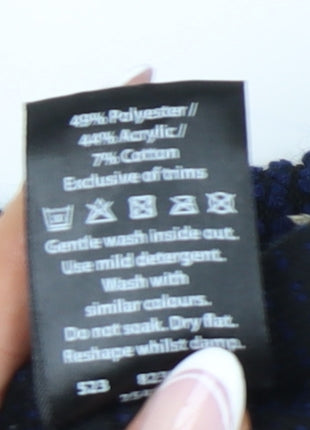 49% Polyester /
44% Acrylic /
7% Cotton
Exclusive of trims
Gentle wash inside out.
Use mild detergent.
Wash with
similar colours.
Do not soak. Dry flat.
Reshape whilst damp.
S23